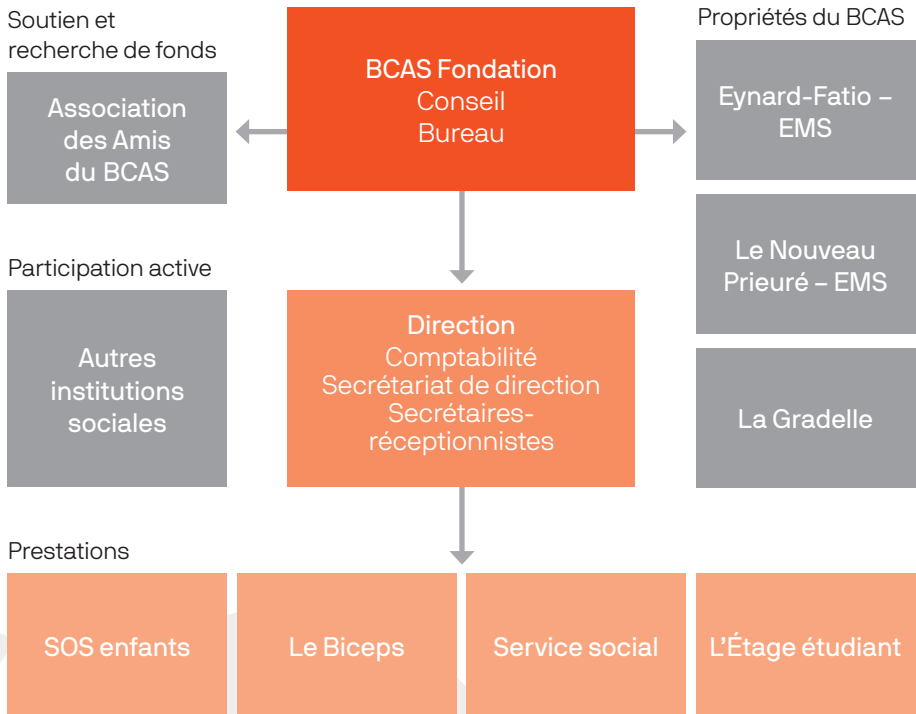 Soutien et
recherche de fonds
Association
des Amis
du BCAS
BCAS Fondation
Conseil
Bureau
Propriétés du BCAS
Eynard-Fatio –
EMS
Le Nouveau
Prieuré – EMS
La Gradelle
Participation active
Autres
institutions
sociales
Direction
Comptabilité
Secrétariat de direction
Secrétaires-
réceptionnistes
Prestations
SOS enfants
Le Biceps
Service social
L’Étage étudiant